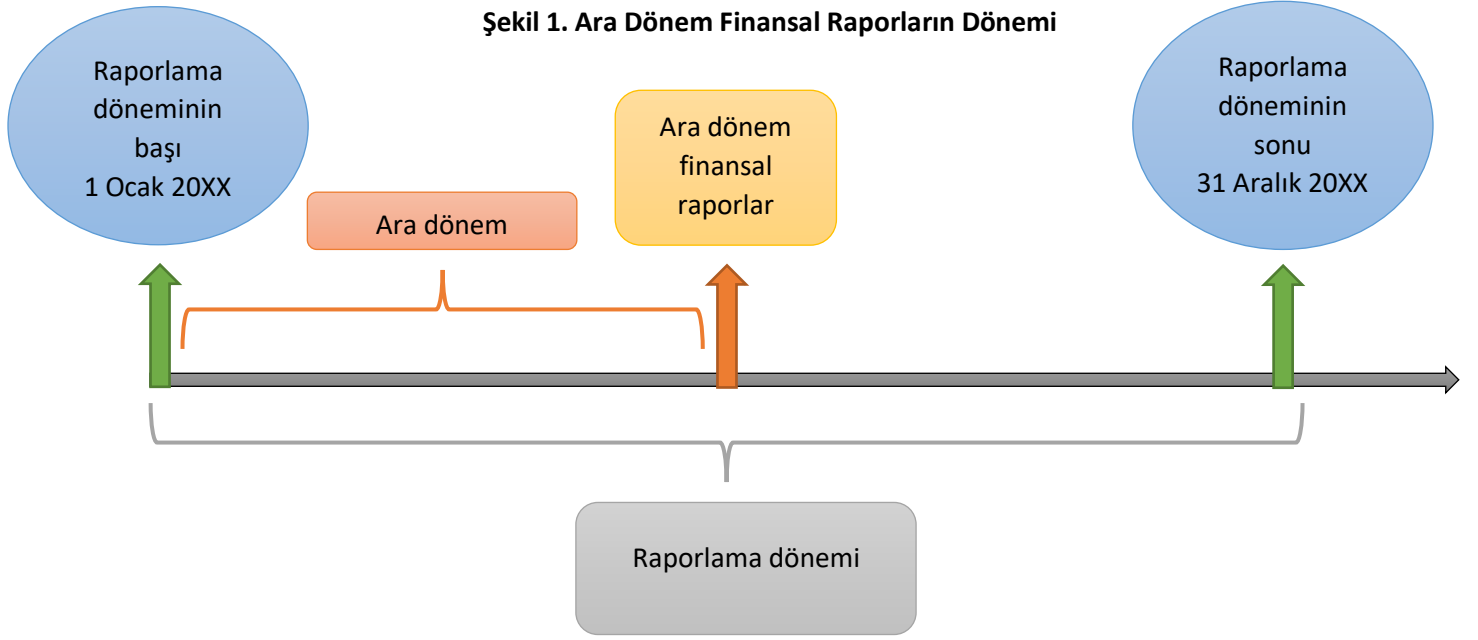 Şekil 1. Ara Dönem Finansal Raporların Dönemi
Raporlama
döneminin
başı
1 Ocak 20XX
Ara dönem
Ara dönem
finansal
raporlar
Raporlama
döneminin
sonu
31 Aralık 20XX
Raporlama dönemi